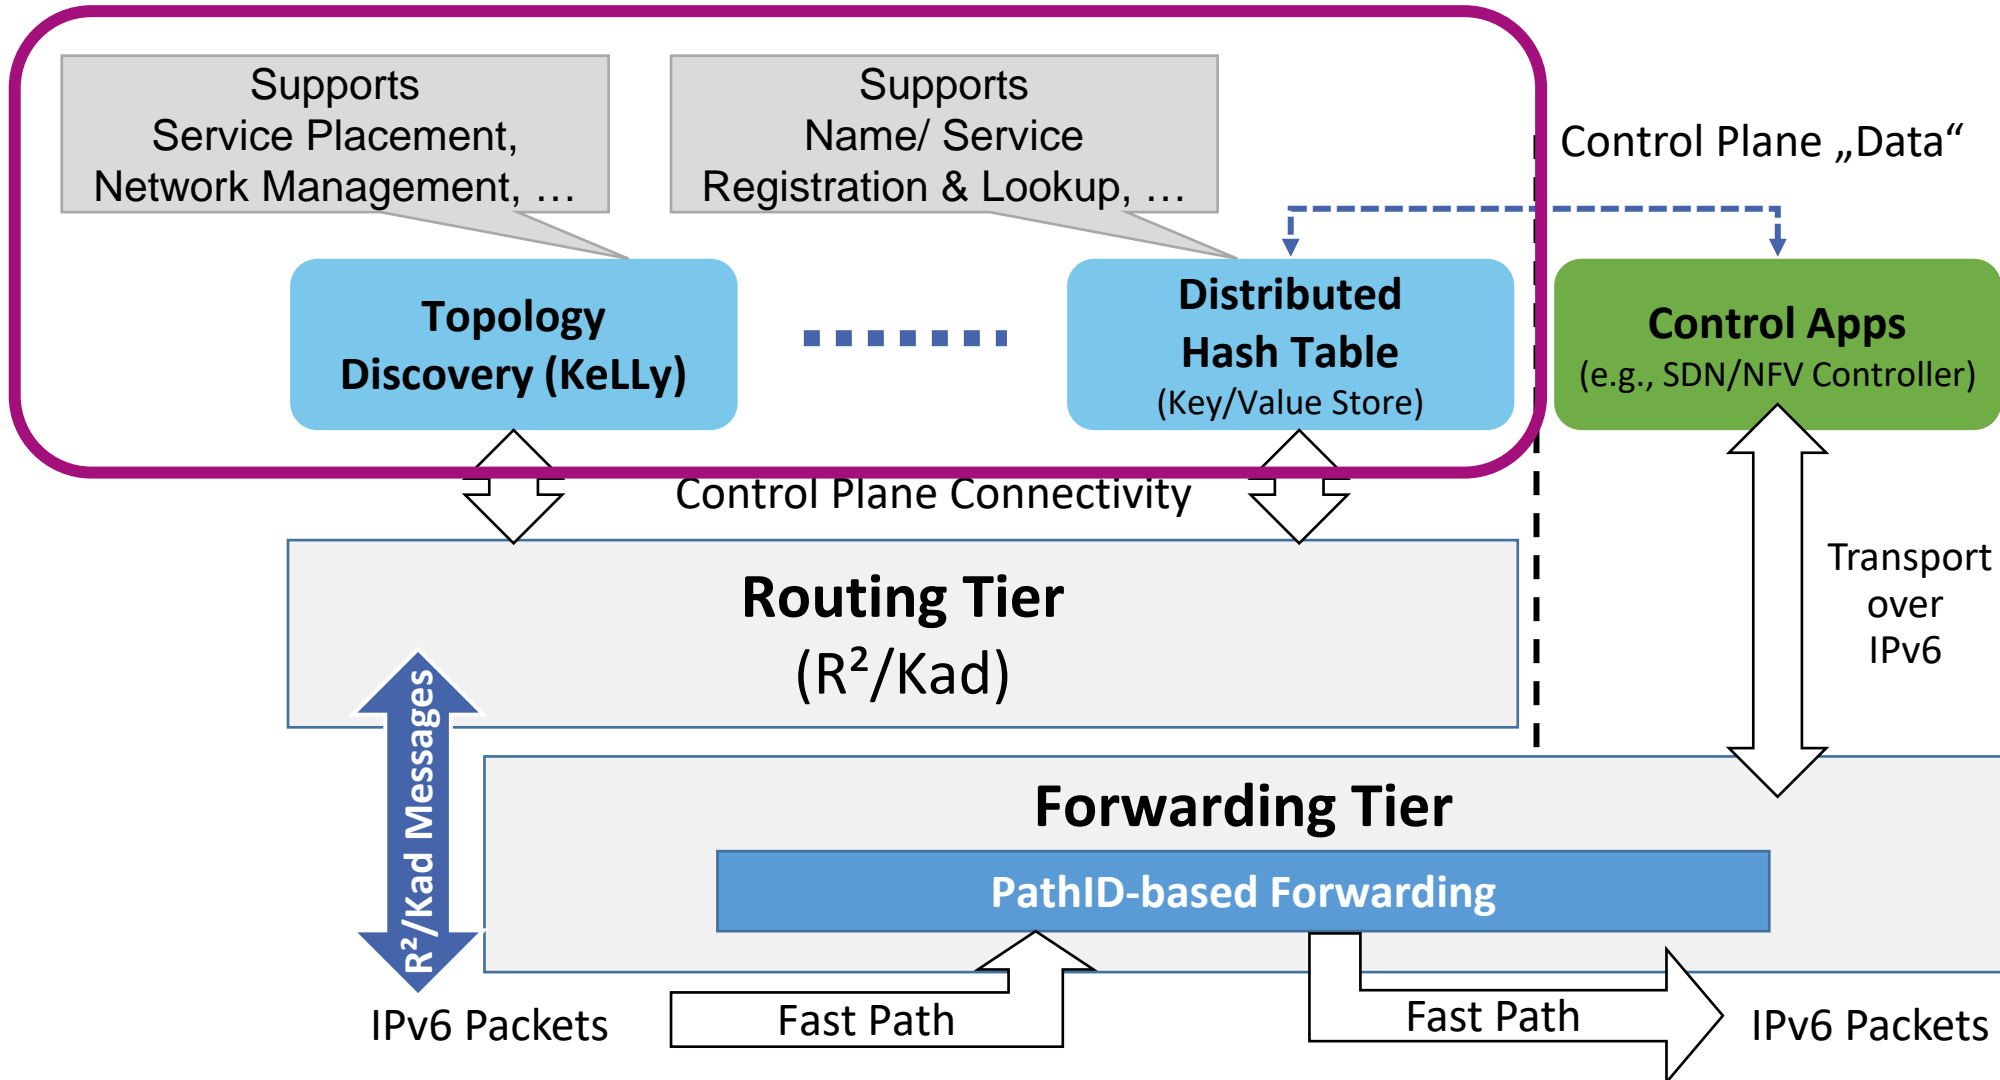 Supports
Service Placement,
Network Management, …
Supports
Name/ Service
Registration & Lookup, …
Control Plane „Data“
Topology
Discovery (KeLLy)
Distributed
Hash Table
(Key/Value Store)
Control Apps
(e.g., SDN/NFV Controller)
Control Plane Connectivity
Routing Tier
(R²/Kad)
Transport
over
IPv6
R²/Kad Messages
Forwarding Tier
PathID-based Forwarding
IPv6 Packets
Fast Path
Fast Path
IPv6 Packets